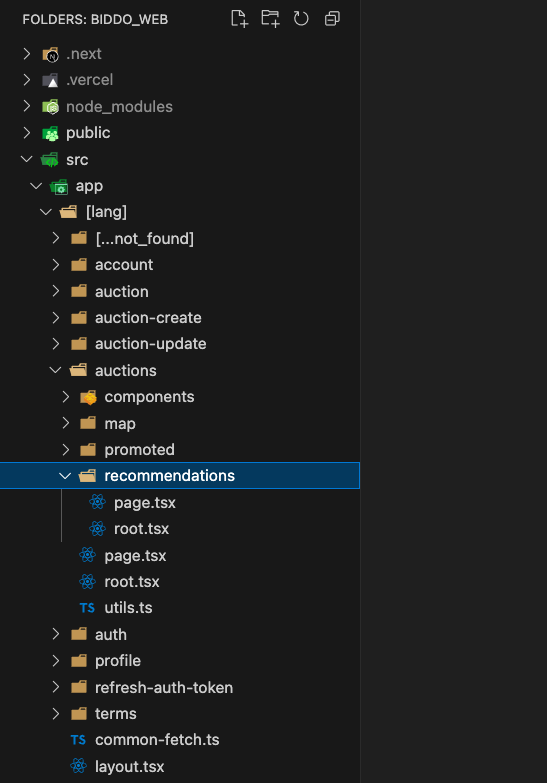 FOLDERS: BIDDO_WEB
.next
.vercel
node_modules
public
src
app
[lang]
[...not_found]
account
auction
auction-create
auction-update
auctions
components
map
promoted
recommendations
page.tsx
root.tsx
page.tsx
root.tsx
TS utils.ts
auth
profile
refresh-auth-token
terms
TS common-fetch.ts
layout.tsx